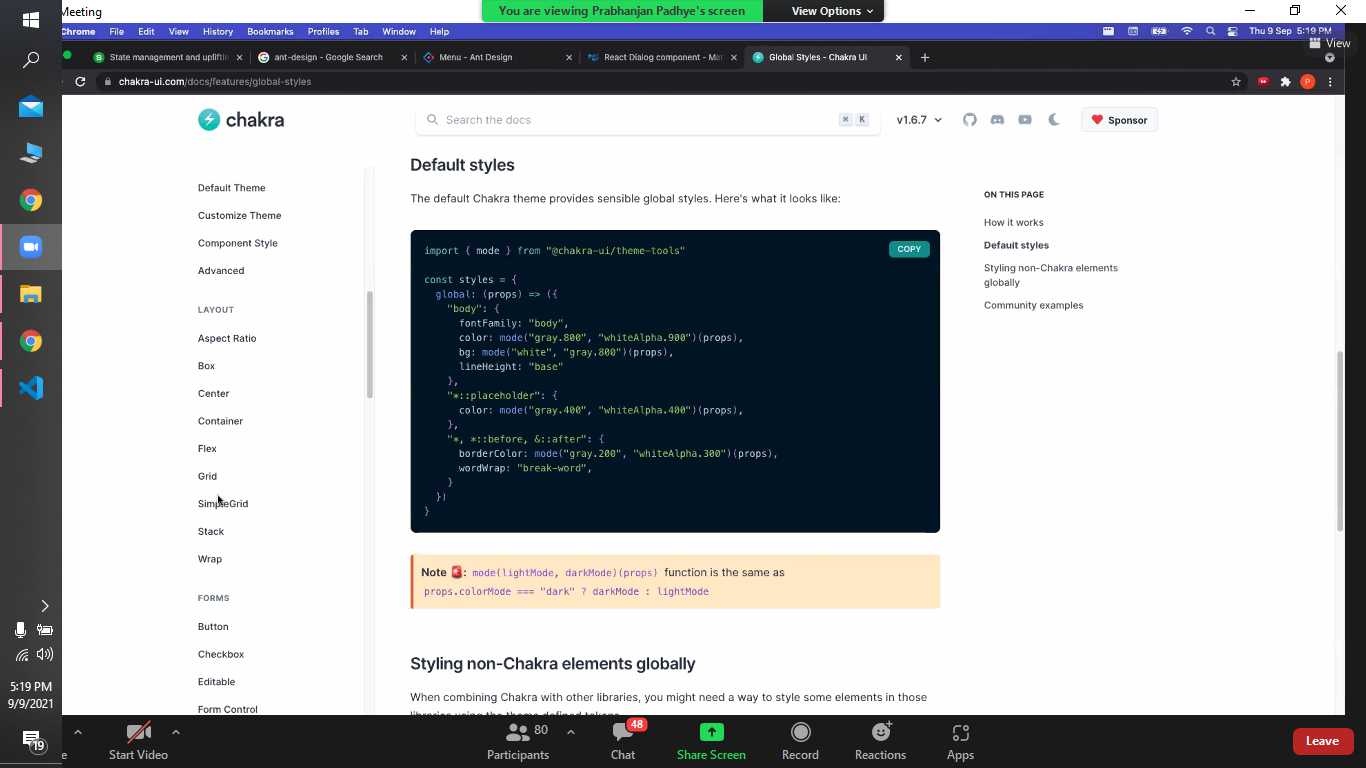 Meeting
You are viewing Prabhanjan Padhye's screen
View Options
Chrome File Edit View History Bookmarks Profiles Tab Window Help
Thu 9 Sep 5:19 PM
View
State management and uplifti
ant-design - Google Search
Menu - Ant Design
React Dialog component - Mat
Global Styles - Chakra UI
chakra-ui.com/docs/features/global-styles
P
chakra
Search the docs
⌘ K
v1.6.7
Sponsor
Default Theme
Customize Theme
Component Style
Advanced
LAYOUT
Aspect Ratio
Box
Center
Container
Flex
Grid
SimpleGrid
Stack
Wrap
FORMS
Button
Checkbox
Editable
Form Control
Default styles
The default Chakra theme provides sensible global styles. Here's what it looks like:
COPY
import { mode } from "@chakra-ui/theme-tools"
const styles = {
global: (props) => ({
"body": {
fontFamily: "body",
color: mode("gray.800", "whiteAlpha.900")(props),
bg: mode("white", "gray.800")(props),
lineHeight: "base"
},
"*::placeholder": {
color: mode("gray.400", "whiteAlpha.400")(props),
},
"*, *::before, &::after": {
borderColor: mode("gray.200", "whiteAlpha.300")(props),
wordWrap: "break-word",
}
})
}
Note 🚨: mode(lightMode, darkMode)(props) function is the same as
props.colorMode === "dark" ? darkMode : lightMode
Styling non-Chakra elements globally
When combining Chakra with other libraries, you might need a way to style some elements in those
libraries using the theme defined tokens.
ON THIS PAGE
How it works
Default styles
Styling non-Chakra elements
globally
Community examples
5:19 PM
9/9/2021
19
e
Start Video
Participants
80
Chat
48
Share Screen
Record
Reactions
Apps
Leave